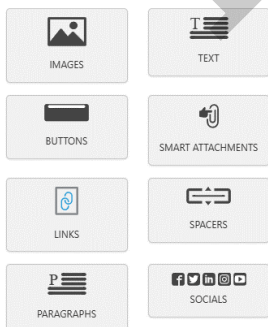 IMAGES
T
TEXT
BUTTONS
SMART ATTACHMENTS
LINKS
SPACERS
P
PARAGRAPHS
SOCIALS